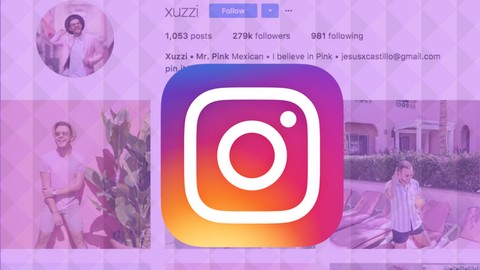 xuzzi Follow
1,053 posts 279k followers 981 following
Xuzzi • Mr. Pink Mexican • I believe in Pink • jesusxcastillo@gmail.com